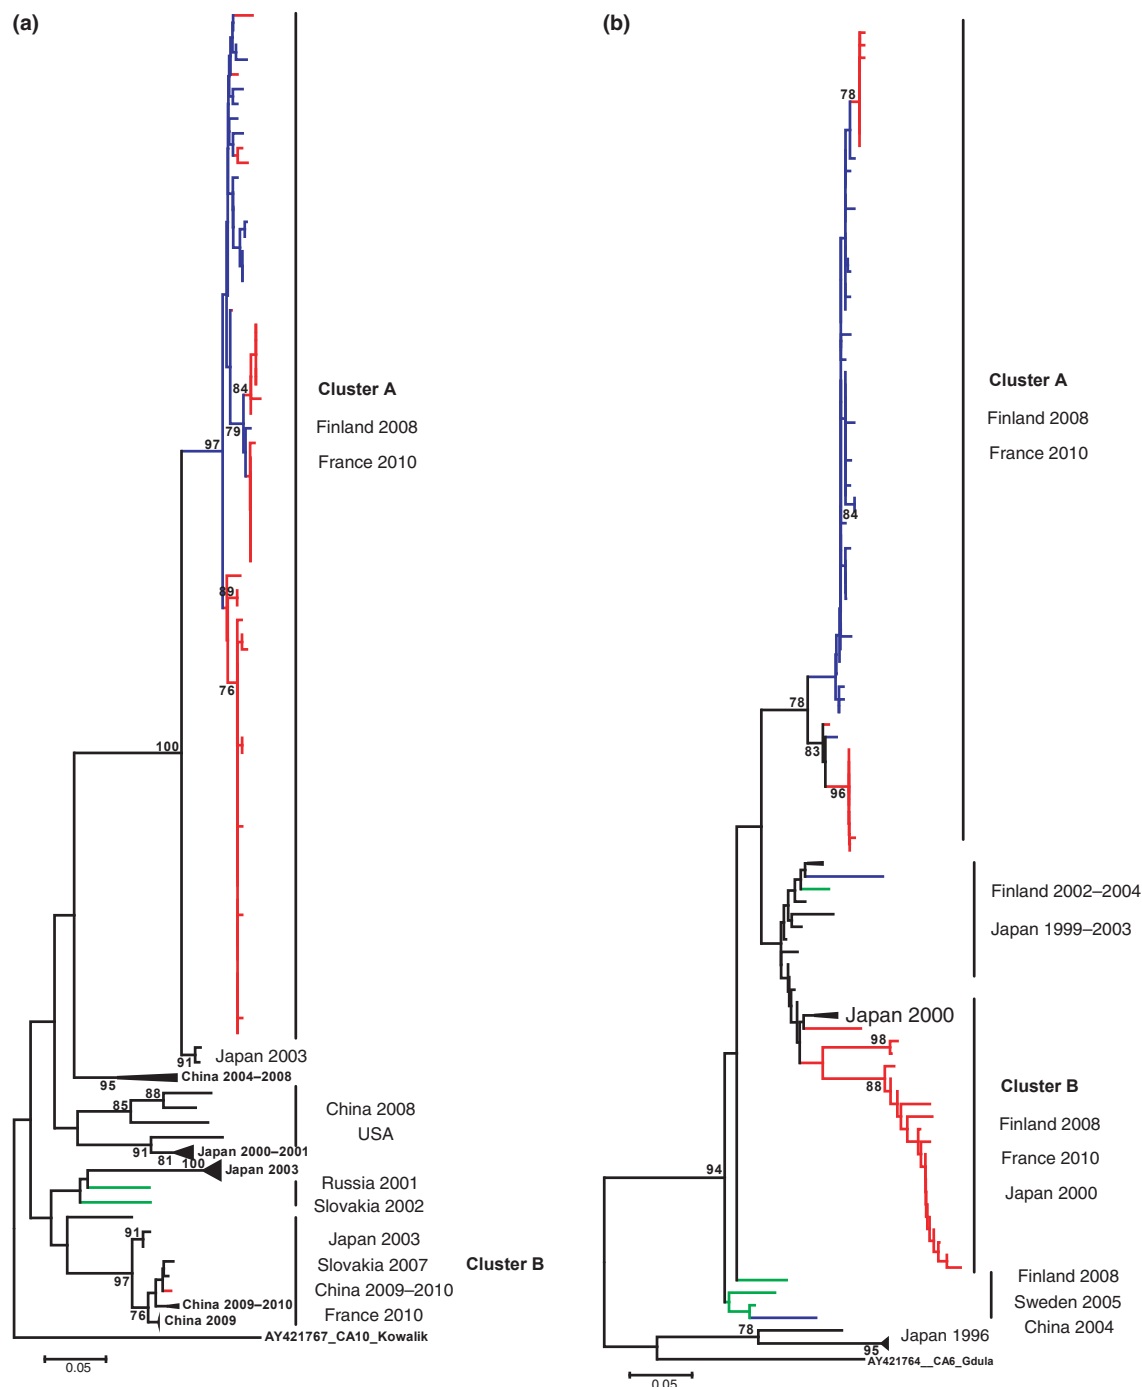 (a)
97
84
79
89
76
100
91
95
88
85
91
81
100
91
97
76
Cluster A
Finland 2008
France 2010
Japan 2003
China 2004–2008
China 2008
USA
Japan 2000–2001
Japan 2003
Russia 2001
Slovakia 2002
Japan 2003
Slovakia 2007
Cluster B
China 2009–2010
China 2009–2010
France 2010
China 2009
AY421767_CA10_Kowalik
0.05
(b)
78
84
78
83
96
98
88
94
78
95
Cluster A
Finland 2008
France 2010
Finland 2002–2004
Japan 1999–2003
Japan 2000
Cluster B
Finland 2008
France 2010
Japan 2000
Finland 2008
Sweden 2005
China 2004
Japan 1996
AY421764__CA6_Gdula
0.05